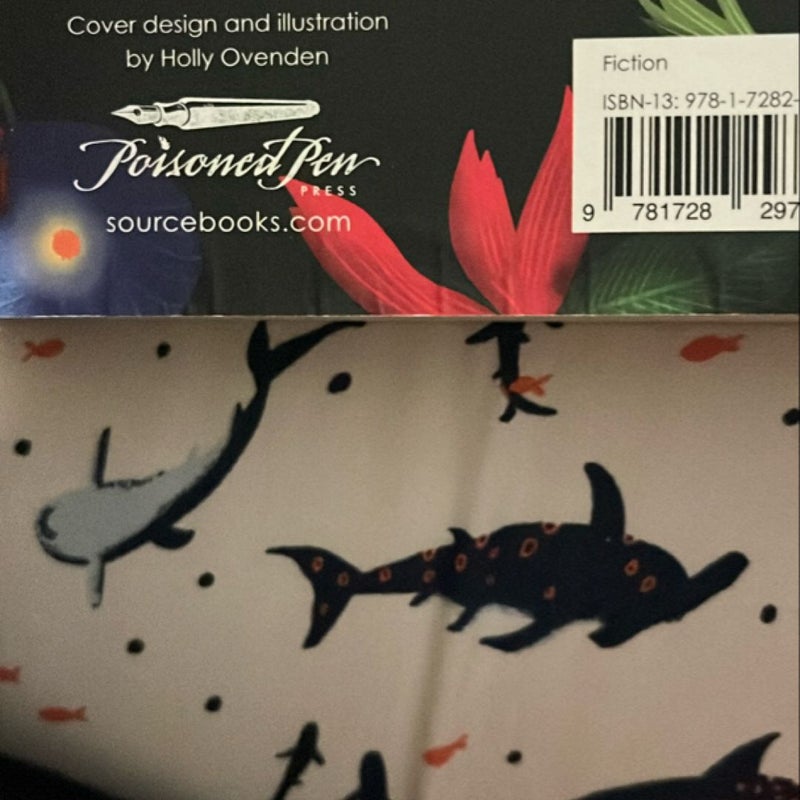 Cover design and illustration
by Holly Ovenden
Poisoned Pen
PRESS
sourcebooks.com
Fiction
ISBN-13: 978-1-7282-
9 781728 297